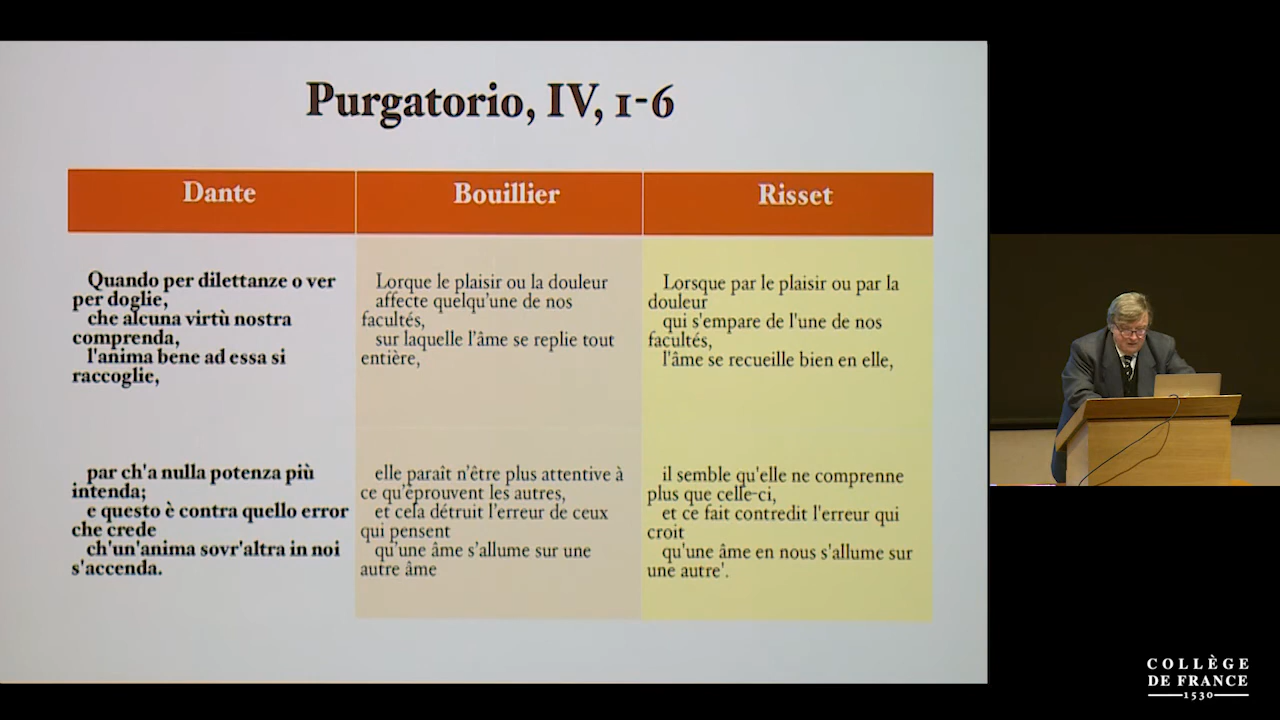 Purgatorio, IV, 1-6
Dante
Bouillier
Risset
Quando per dilettanze o ver
per doglie,
che alcuna virtù nostra
comprenda,
l'anima bene ad essa si
raccoglie,
Lorque le plaisir ou la douleur
affecte quelqu'une de nos
facultés,
sur laquelle l'âme se replie tout
entière,
Lorsque par le plaisir ou par la
douleur
qui s'empare de l'une de nos
facultés,
l'âme se recueille bien en elle,
par ch'a nulla potenza più
intenda;
e questo è contra quello error
che crede
ch'un'anima sovr'altra in noi
s'accenda.
elle paraît n'être plus attentive à
ce qu'éprouvent les autres,
et cela détruit l'erreur de ceux
qui pensent
qu'une âme s'allume sur une
autre âme
il semble qu'elle ne comprenne
plus que celle-ci,
et ce fait contredit l'erreur qui
croit
qu'une âme en nous s'allume sur
une autre'.
COLLÈGE
DE FRANCE
1530